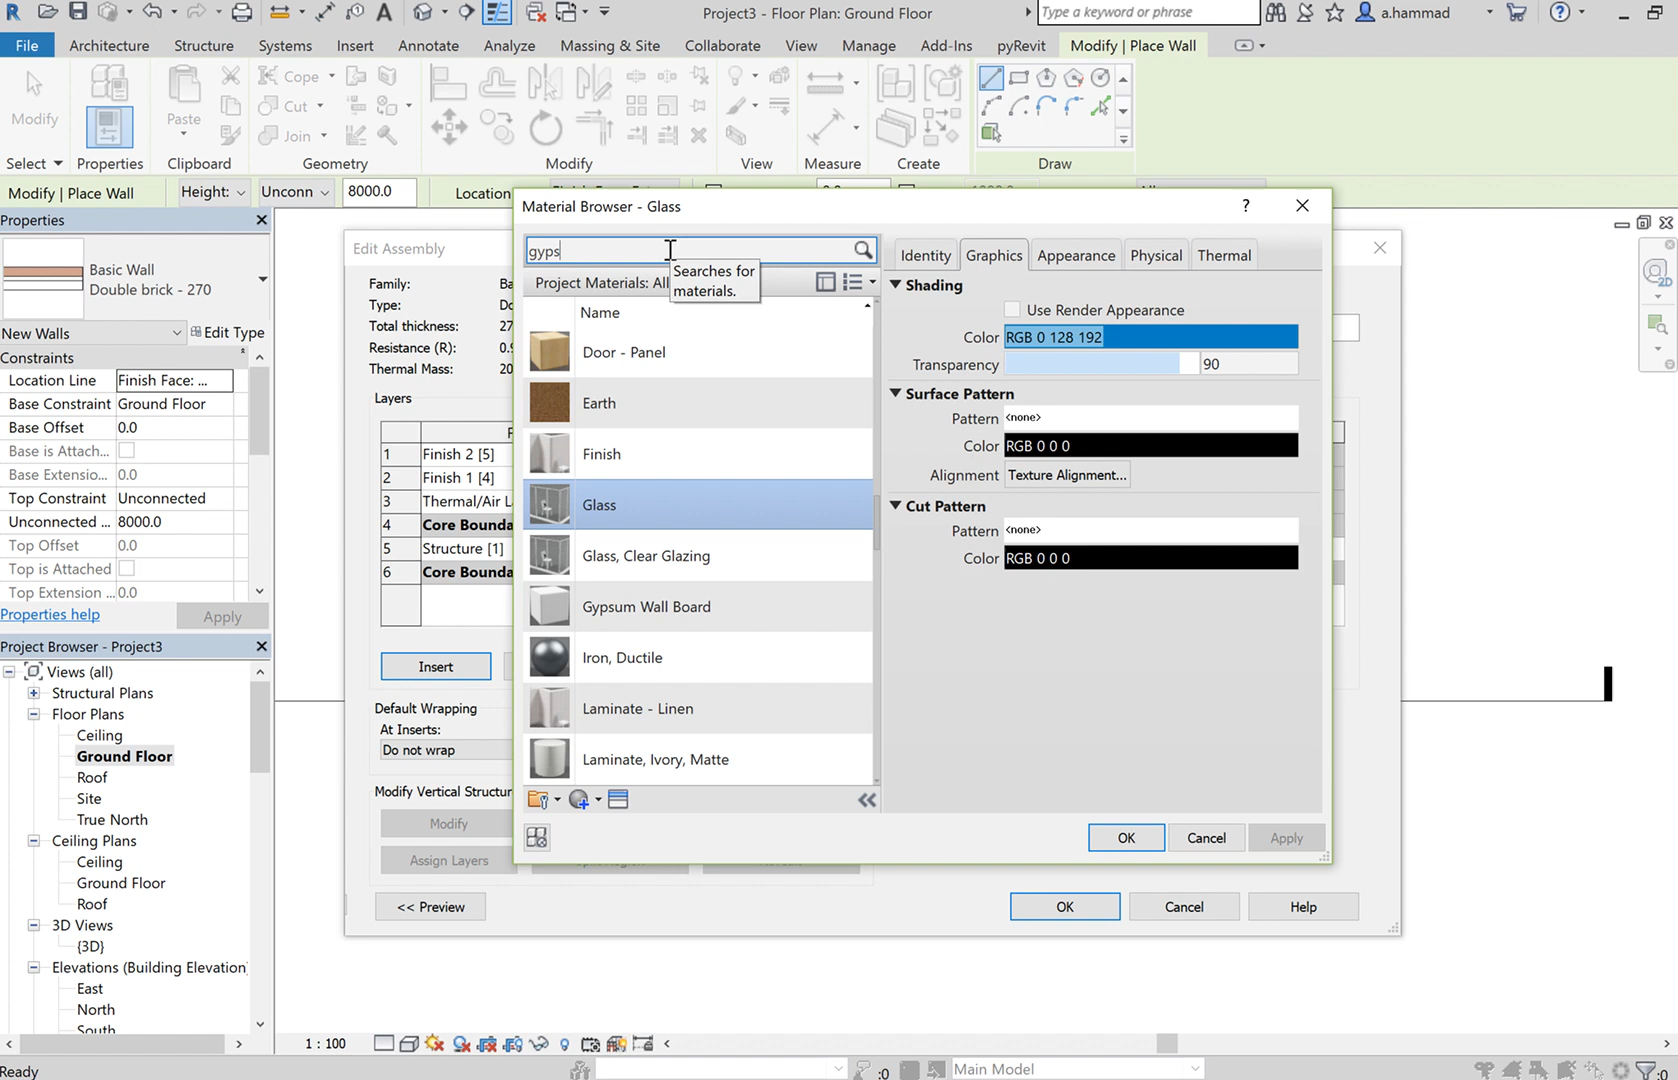 Project3 - Floor Plan: Ground Floor
Type a keyword or phrase
a.hammad
File Architecture Structure Systems Insert Annotate Analyze Massing & Site Collaborate View Manage Add-Ins pyRevit Modify | Place Wall
Modify
Paste
Cope
Cut
Join
Select Properties Clipboard Geometry Modify View Measure Create Draw
Modify | Place Wall Height: Unconn 8000.0 Location
Properties
Basic Wall
Double brick - 270
New Walls Edit Type
Constraints
Location Line Finish Face: ...
Base Constraint Ground Floor
Base Offset 0.0
Base is Attach...
Base Extensio... 0.0
Top Constraint Unconnected
Unconnected ... 8000.0
Top Offset 0.0
Top is Attached
Top Extension ... 0.0
Properties help Apply
Project Browser - Project3
Views (all)
Structural Plans
Floor Plans
Ceiling
Ground Floor
Roof
Site
True North
Ceiling Plans
Ceiling
Ground Floor
Roof
3D Views
{3D}
Elevations (Building Elevation)
East
North
South
Edit Assembly
Family: Ba
Type: Do
Total thickness: 27
Resistance (R): 0.9
Thermal Mass: 20
Layers
1 Finish 2 [5]
2 Finish 1 [4]
3 Thermal/Air L
4 Core Bounda
5 Structure [1]
6 Core Bounda
Insert
Default Wrapping
At Inserts:
Do not wrap
Modify Vertical Structur
Modify
Assign Layers
<< Preview OK Cancel Help
Material Browser - Glass
?
gyps
Searches for
materials.
Project Materials: All
Name
Door - Panel
Earth
Finish
Glass
Glass, Clear Glazing
Gypsum Wall Board
Iron, Ductile
Laminate - Linen
Laminate, Ivory, Matte
Identity Graphics Appearance Physical Thermal
Shading
Use Render Appearance
Color RGB 0 128 192
Transparency 90
Surface Pattern
Pattern <none>
Color RGB 0 0 0
Alignment Texture Alignment...
Cut Pattern
Pattern <none>
Color RGB 0 0 0
OK Cancel Apply
1 : 100
Ready
:0
Main Model
:0